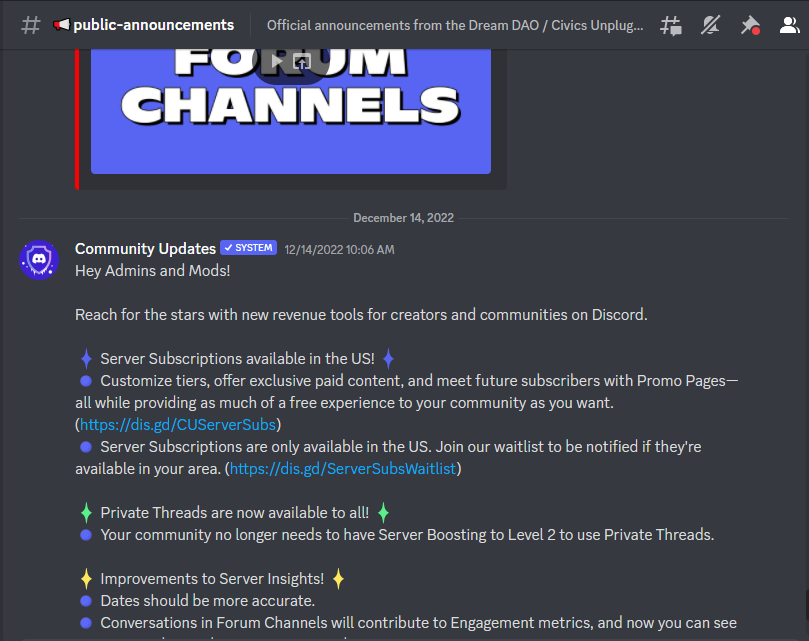 public-announcements
Official announcements from the Dream DAO / Civics Unplug...
FORUM
CHANNELS
December 14, 2022
Community Updates ✓ SYSTEM 12/14/2022 10:06 AM
Hey Admins and Mods!
Reach for the stars with new revenue tools for creators and communities on Discord.
Server Subscriptions available in the US!
Customize tiers, offer exclusive paid content, and meet future subscribers with Promo Pages—
all while providing as much of a free experience to your community as you want.
(https://dis.gd/CUServerSubs)
Server Subscriptions are only available in the US. Join our waitlist to be notified if they're
available in your area. (https://dis.gd/ServerSubsWaitlist)
Private Threads are now available to all!
Your community no longer needs to have Server Boosting to Level 2 to use Private Threads.
Improvements to Server Insights!
Dates should be more accurate.
Conversations in Forum Channels will contribute to Engagement metrics, and now you can see